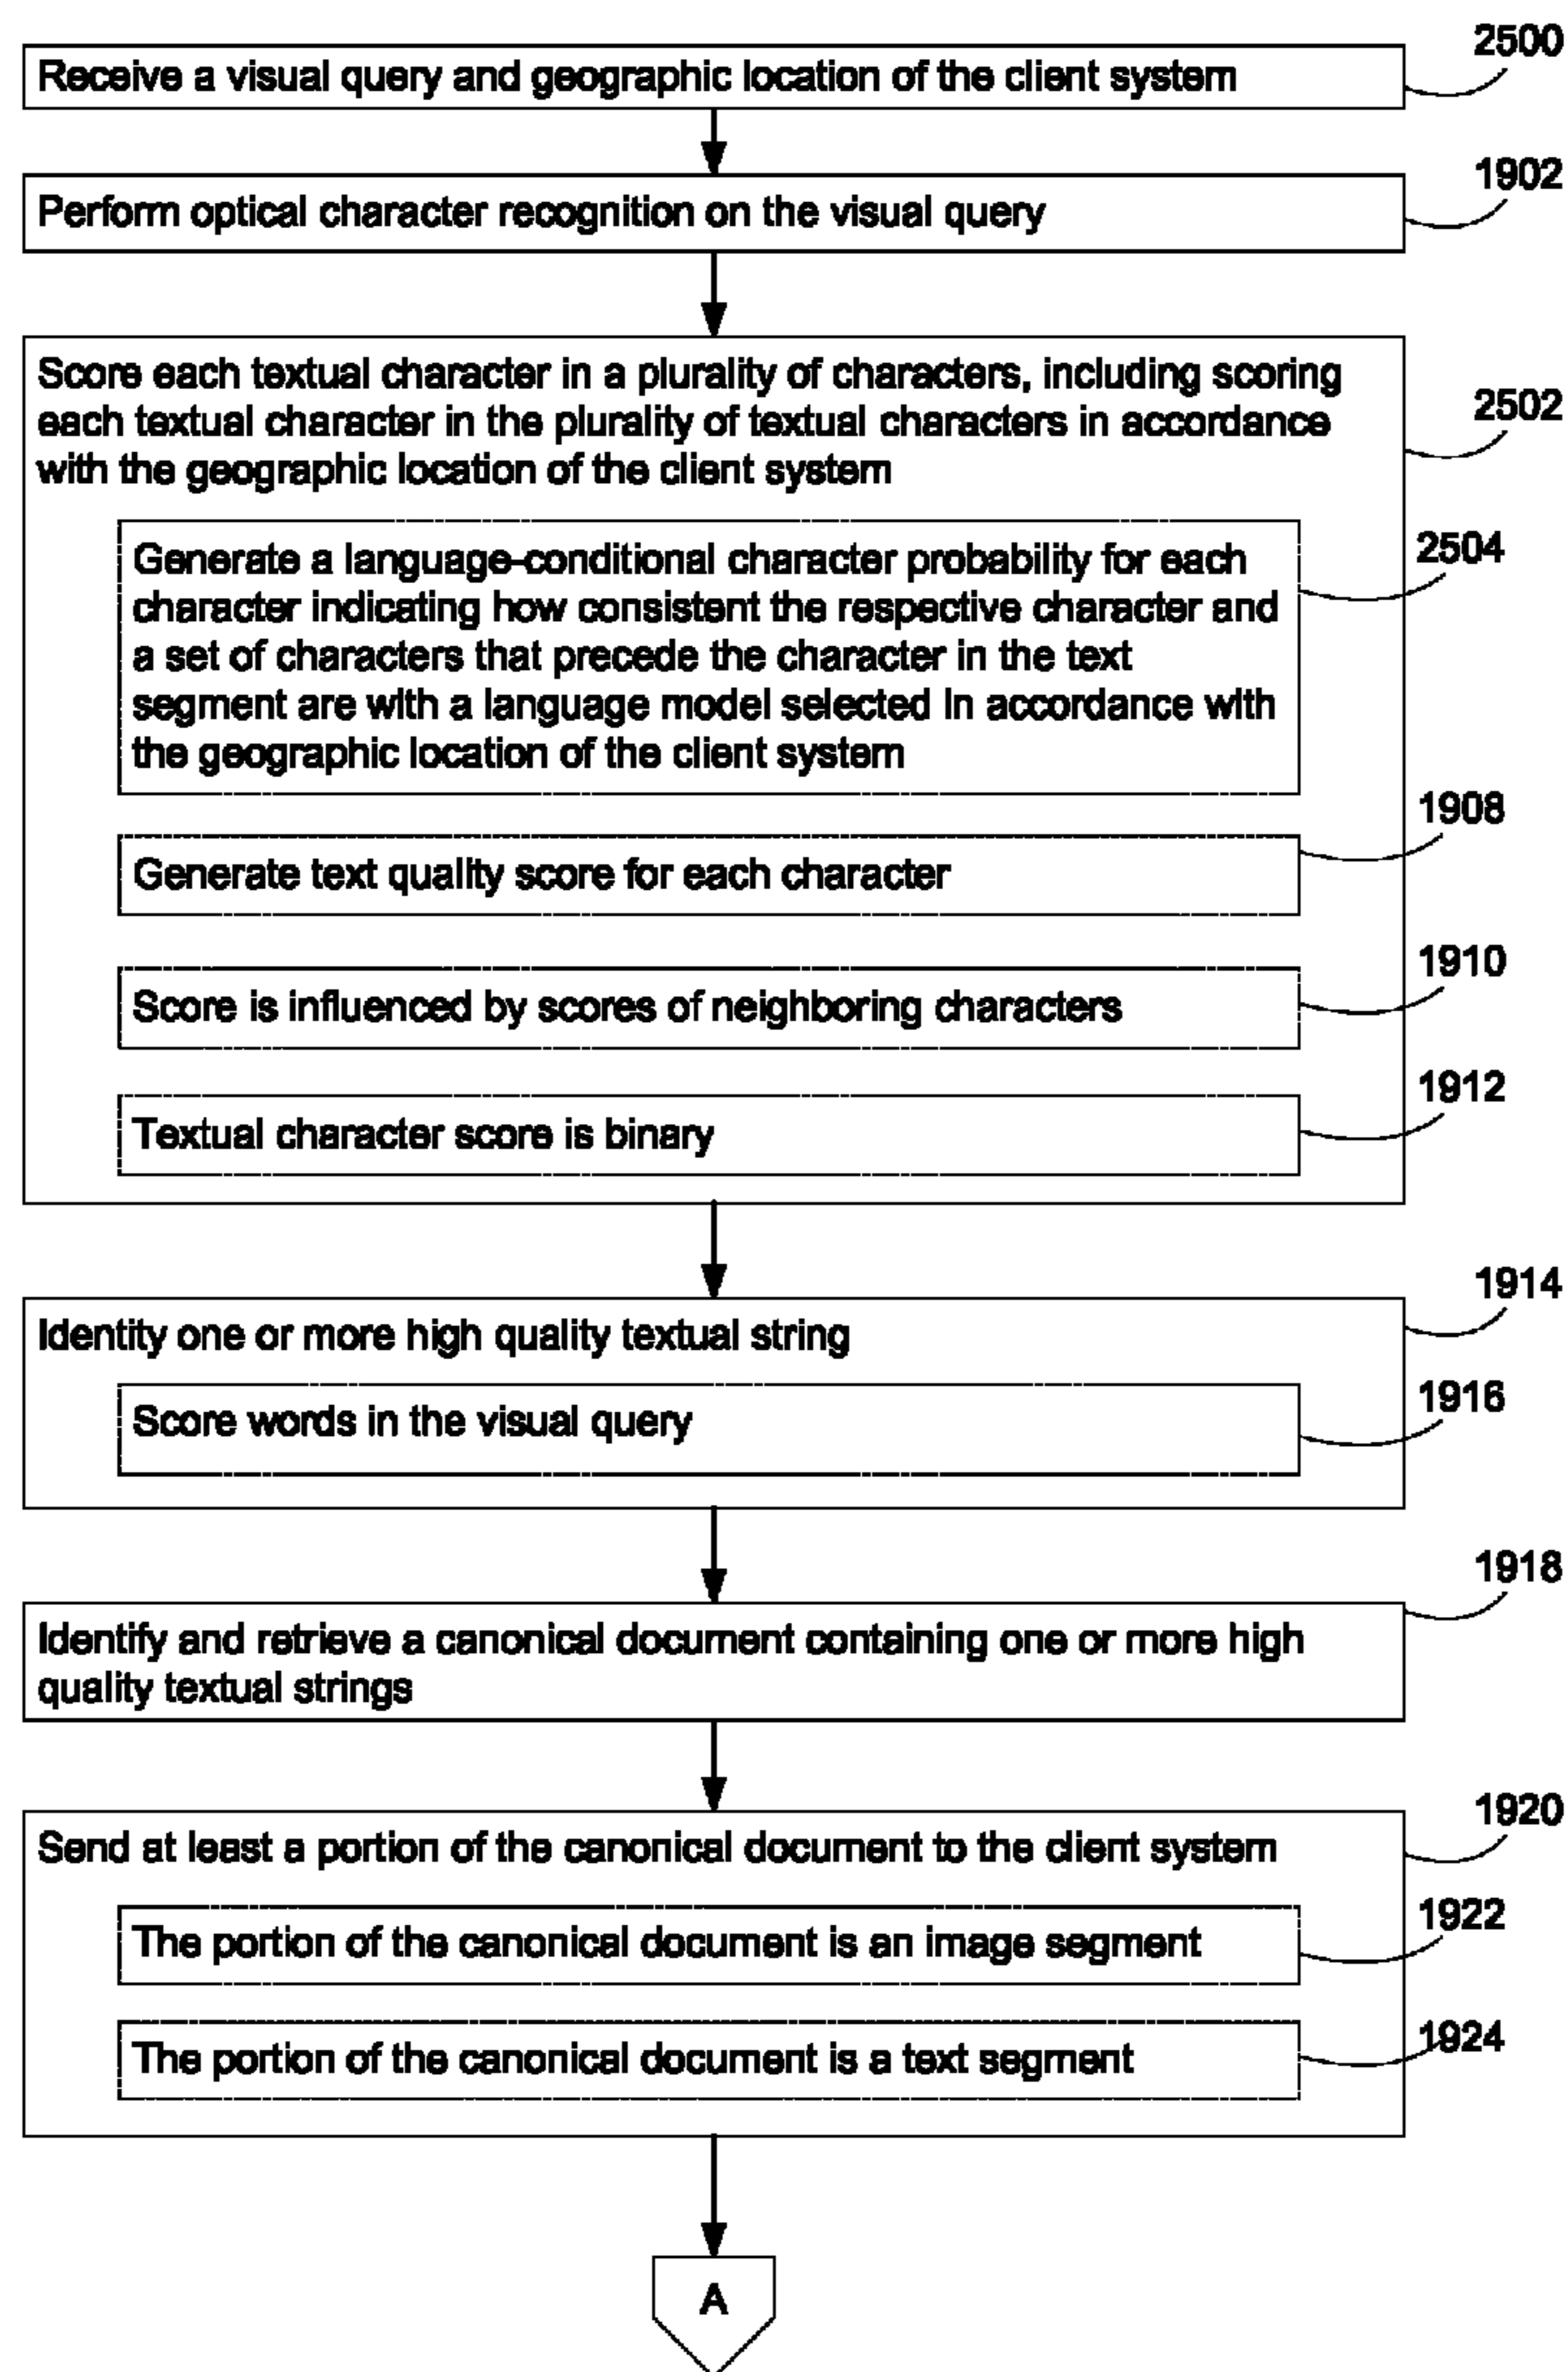 2500
Receive a visual query and geographic location of the client system
1902
Perform optical character recognition on the visual query
Score each textual character in a plurality of characters, including scoring
each textual character in the plurality of textual characters in accordance
with the geographic location of the client system
2502
Generate a language-conditional character probability for each
character indicating how consistent the respective character and
a set of characters that precede the character in the text
segment are with a language model selected in accordance with
the geographic location of the client system
2504
1908
Generate text quality score for each character
1910
Score is influenced by scores of neighboring characters
1912
Textual character score is binary
1914
Identity one or more high quality textual string
1916
Score words in the visual query
1918
Identify and retrieve a canonical document containing one or more high
quality textual strings
1920
Send at least a portion of the canonical document to the client system
1922
The portion of the canonical document is an image segment
1924
The portion of the canonical document is a text segment
A